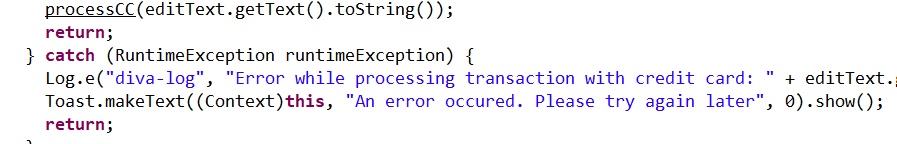 processCC(editText.getText().toString());
return;
} catch (RuntimeException runtimeException) {
Log.e("diva-log", "Error while processing transaction with credit card: " + editText.
Toast.makeText((Context)this, "An error occured. Please try again later", 0).show();
return;